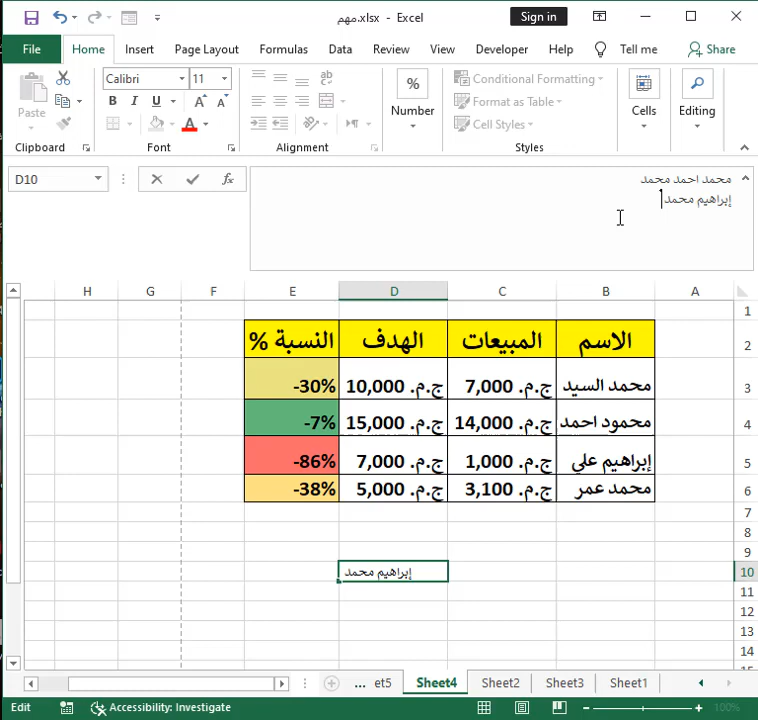 مهم.xlsx - Excel
Sign in
File Home Insert Page Layout Formulas Data Review View Developer Help Tell me Share
Calibri 11
Paste
B I U
ab
%
Number
Conditional Formatting
Format as Table
Cell Styles
Cells
Editing
Clipboard Font Alignment Styles
D10
fx
محمد احمد محمد
إبراهيم محمد
H G F E D C B A
1
2
الاسم المبيعات الهدف النسبة %
3
محمد السيد ج.م. 7,000 ج.م. 10,000 -30%
4
محمود احمد ج.م. 14,000 ج.م. 15,000 -7%
5
إبراهيم علي ج.م. 1,000 ج.م. 7,000 -86%
6
محمد عمر ج.م. 3,100 ج.م. 5,000 -38%
7
8
9
10
إبراهيم محمد
11
12
13
14
... et5 Sheet4 Sheet2 Sheet3 Sheet1
Edit Accessibility: Investigate 100%